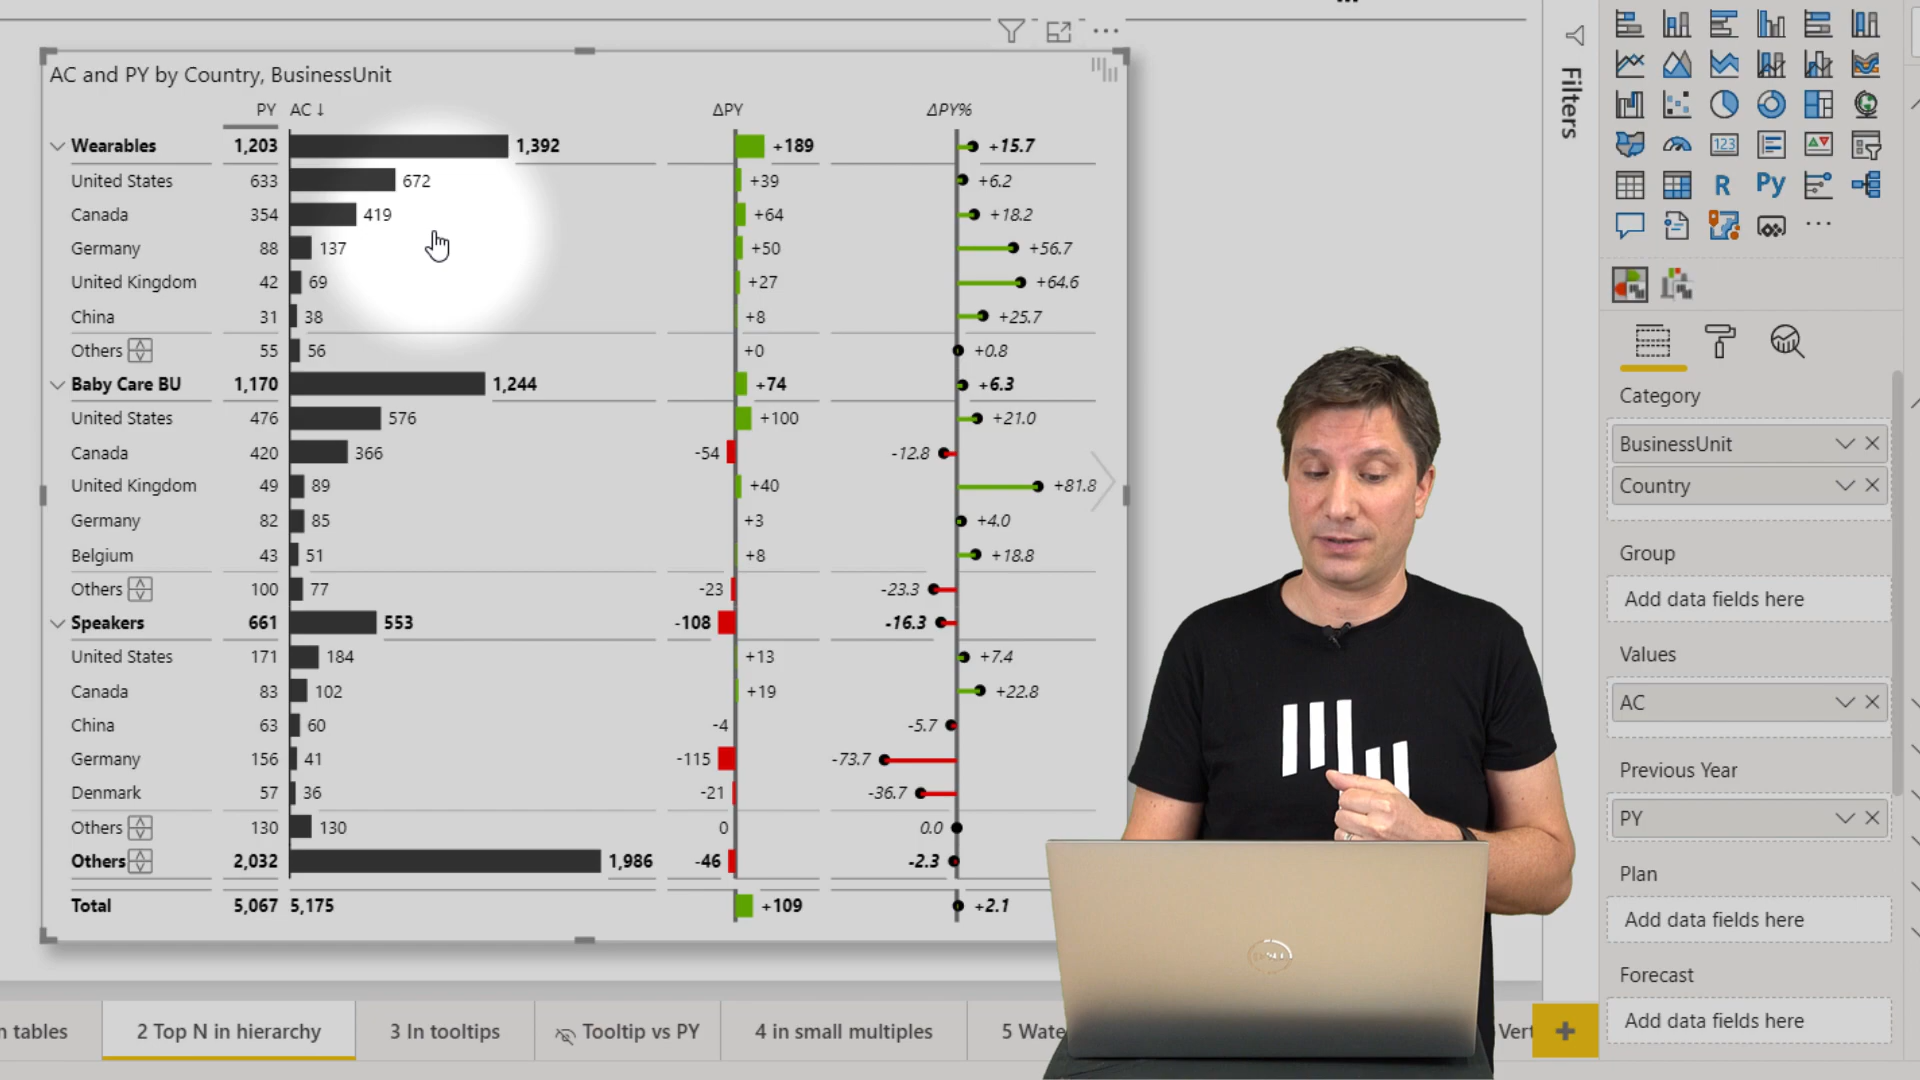 AC and PY by Country, BusinessUnit
PY AC ↓ ΔPY ΔPY%
Wearables 1,203 1,392 +189 +15.7
United States 633 672 +39 +6.2
Canada 354 419 +64 +18.2
Germany 88 137 +50 +56.7
United Kingdom 42 69 +27 +64.6
China 31 38 +8 +25.7
Others 55 56 +0 +0.8
Baby Care BU 1,170 1,244 +74 +6.3
United States 476 576 +100 +21.0
Canada 420 366 -54 -12.8
United Kingdom 49 89 +40 +81.8
Germany 82 85 +3 +4.0
Belgium 43 51 +8 +18.8
Others 100 77 -23 -23.3
Speakers 661 553 -108 -16.3
United States 171 184 +13 +7.4
Canada 83 102 +19 +22.8
China 63 60 -4 -5.7
Germany 156 41 -115 -73.7
Denmark 57 36 -21 -36.7
Others 130 130 0 0.0
Others 2,032 1,986 -46 -2.3
Total 5,067 5,175 +109 +2.1
Filters
123
R Py
Category
BusinessUnit
Country
Group
Add data fields here
Values
AC
Previous Year
PY
Plan
Add data fields here
Forecast
Add data fields here
DELL
tables 2 Top N in hierarchy 3 In tooltips Tooltip vs PY 4 in small multiples 5 Wate Vert +